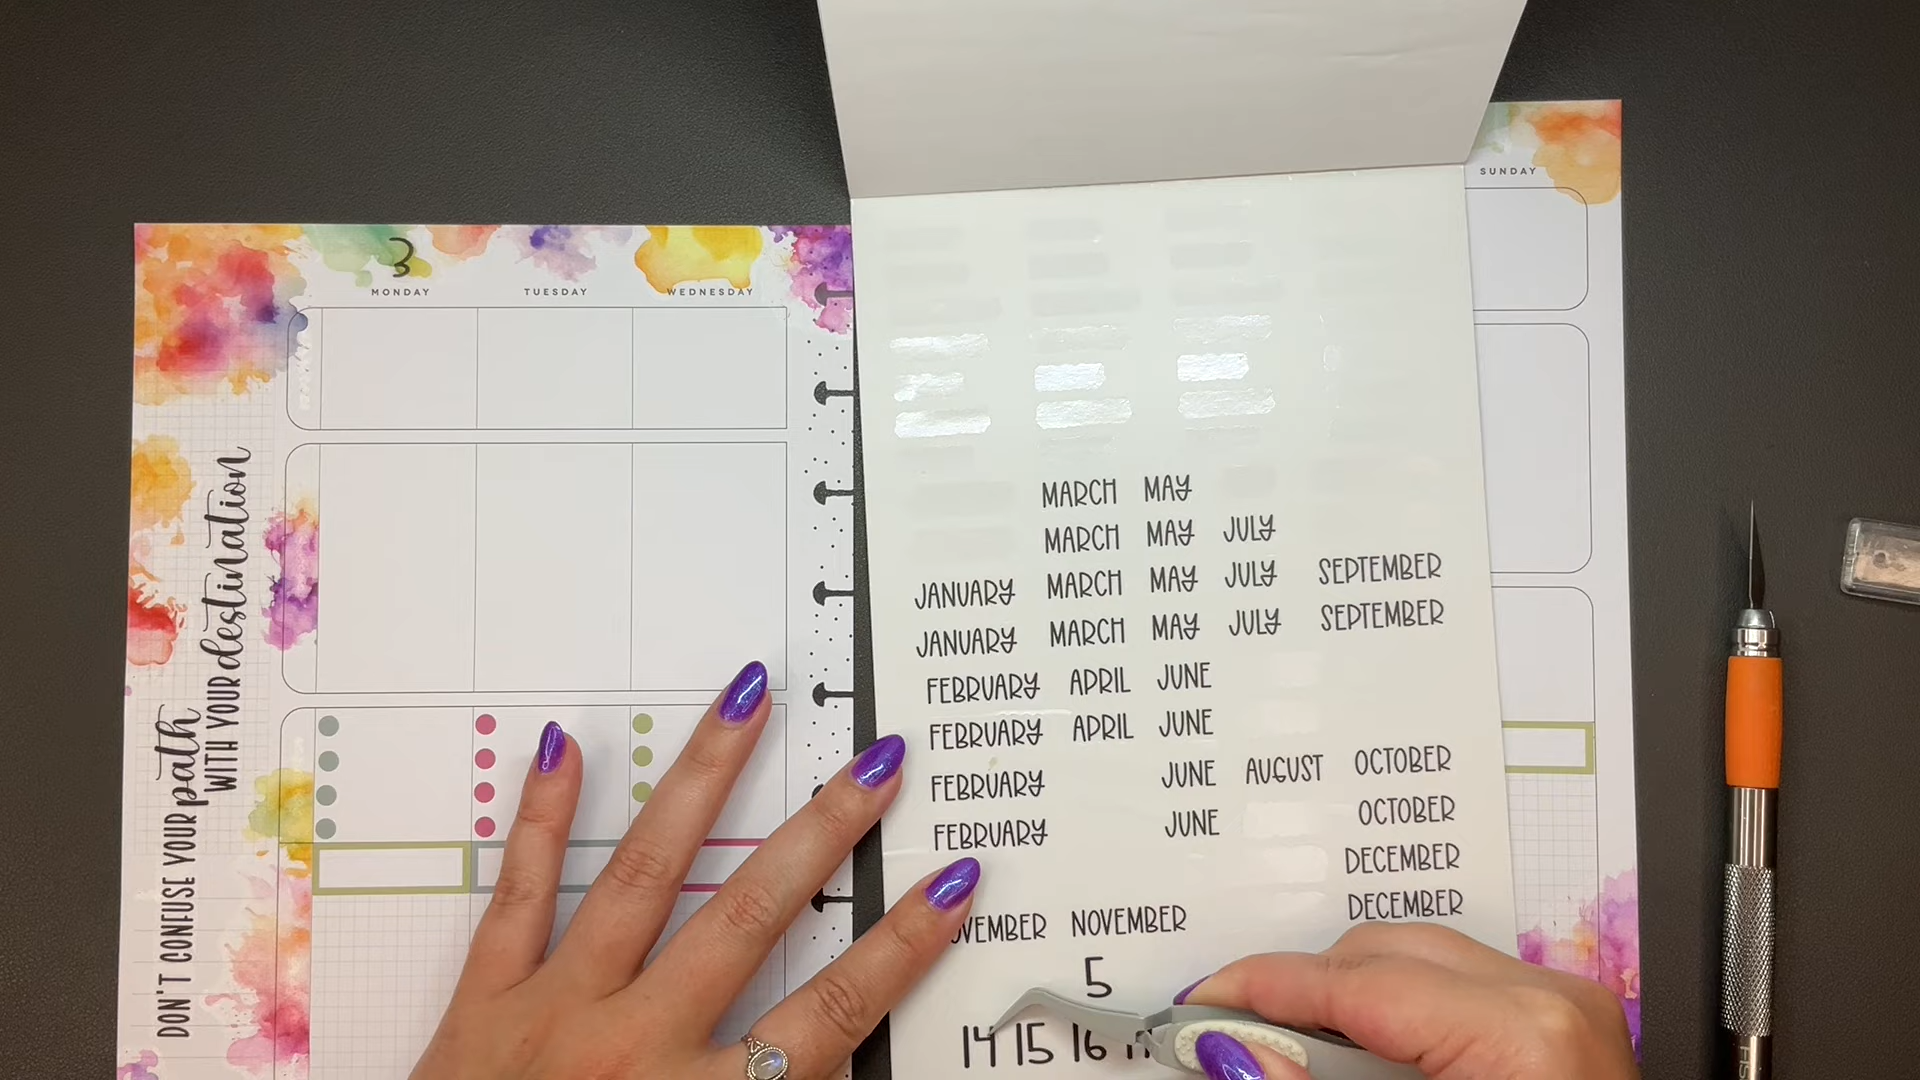 3
MONDAY TUESDAY WEDNESDAY
SUNDAY
DON'T CONFUSE YOUR path
WITH YOUR destination
MARCH MAY
MARCH MAY JULY
JANUARY MARCH MAY JULY SEPTEMBER
JANUARY MARCH MAY JULY SEPTEMBER
FEBRUARY APRIL JUNE
FEBRUARY APRIL JUNE
FEBRUARY JUNE AUGUST OCTOBER
FEBRUARY JUNE OCTOBER
DECEMBER
DECEMBER
NOVEMBER
5
14 15 16